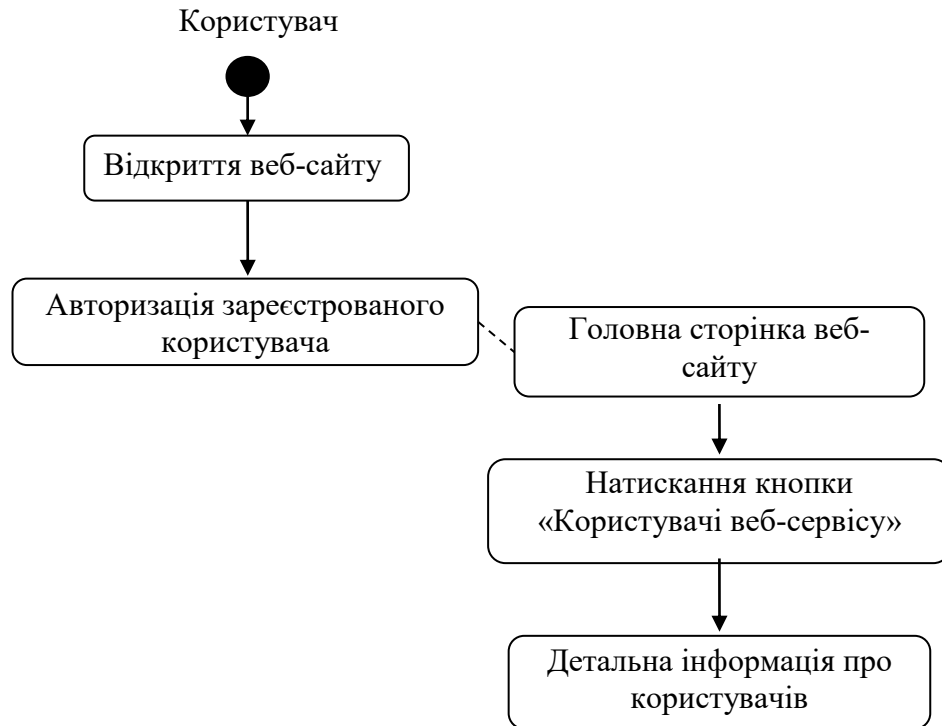 Користувач
Відкриття веб-сайту
Авторизація зареєстрованого
користувача
Головна сторінка веб-
сайту
Натискання кнопки
«Користувачі веб-сервісу»
Детальна інформація про
користувачів